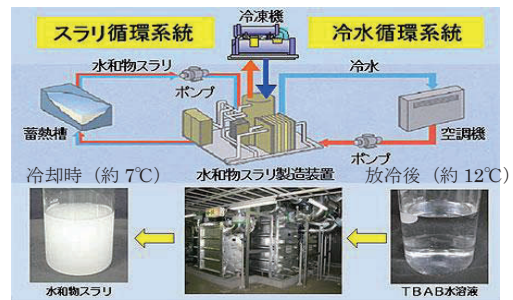 スラリ循環系統
冷凍機
冷水循環系統
水和物スラリ
ポンプ
冷水
蓄熱槽
空調機
ポンプ
水和物スラリ製造装置
冷却時（約 7℃）
放冷後（約 12℃）
水和物スラリ
TBAB水溶液